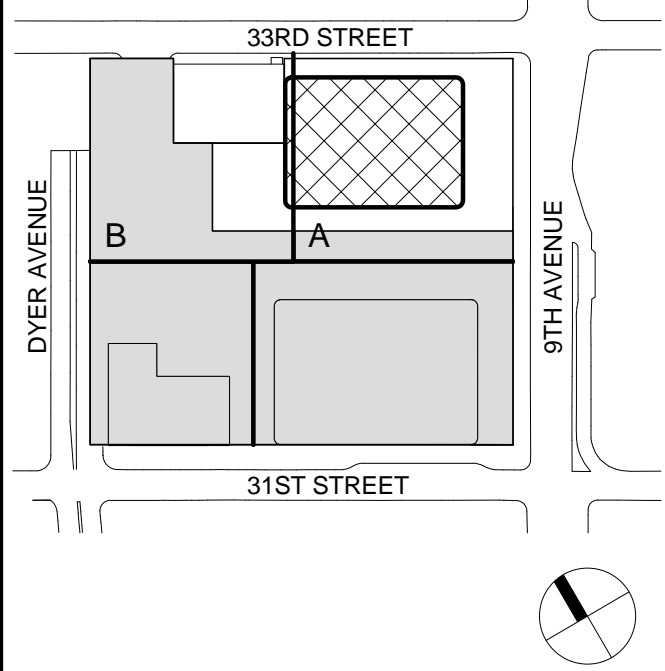 33RD STREET
DYER AVENUE
B
A
9TH AVENUE
31ST STREET